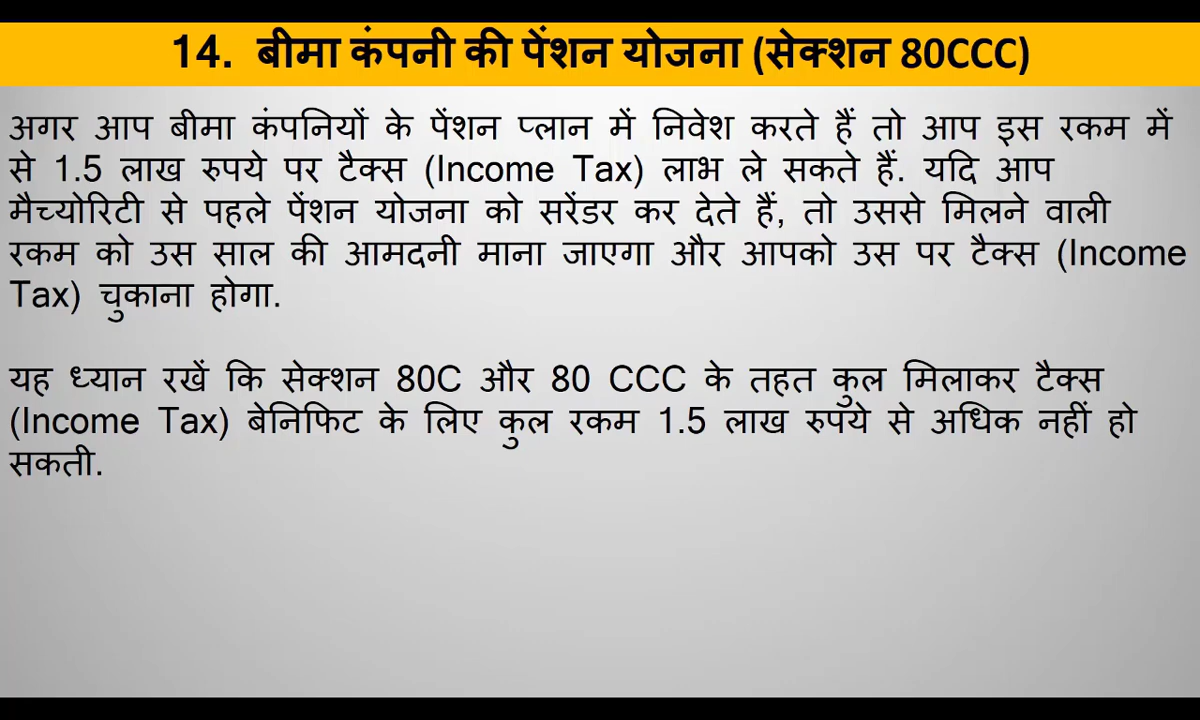 14. बीमा कंपनी की पेंशन योजना (सेक्शन 80CCC)
अगर आप बीमा कंपनियों के पेंशन प्लान में निवेश करते हैं तो आप इस रकम में
से 1.5 लाख रुपये पर टैक्स (Income Tax) लाभ ले सकते हैं. यदि आप
मैच्योरिटी से पहले पेंशन योजना को सरेंडर कर देते हैं, तो उससे मिलने वाली
रकम को उस साल की आमदनी माना जाएगा और आपको उस पर टैक्स (Income
Tax) चुकाना होगा.
यह ध्यान रखें कि सेक्शन 80C और 80 CCC के तहत कुल मिलाकर टैक्स
(Income Tax) बेनिफिट के लिए कुल रकम 1.5 लाख रुपये से अधिक नहीं हो
सकती.